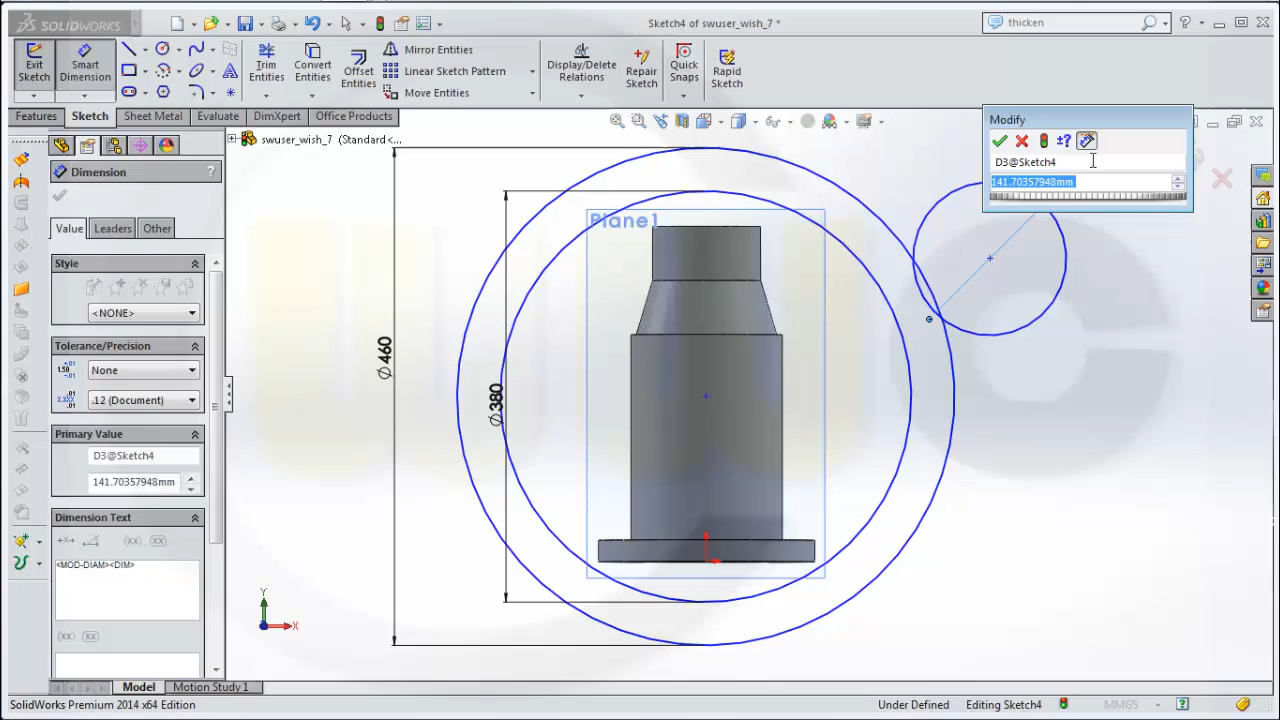 SOLIDWORKS
Sketch4 of swuser_wish_7 *
thicken
Exit Sketch
Smart Dimension
Trim Entities
Convert Entities
Offset Entities
Mirror Entities
Linear Sketch Pattern
Move Entities
Display/Delete Relations
Repair Sketch
Quick Snaps
Rapid Sketch
Features
Sketch
Sheet Metal
Evaluate
DimXpert
Office Products
swuser_wish_7 (Standard<...
Modify
D3@Sketch4
141.70357948mm
Dimension
?
Value
Leaders
Other
Style
<NONE>
Tolerance/Precision
None
.12 (Document)
Primary Value
D3@Sketch4
141.70357948mm
Dimension Text
<MOD-DIAM><DIM>
Plane1
∅460
∅380
Y
X
Model
Motion Study 1
SolidWorks Premium 2014 x64 Edition
Under Defined
Editing Sketch4
MMGS